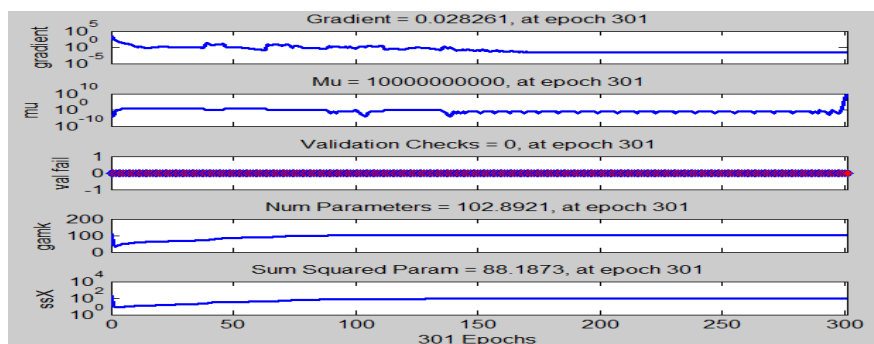 Gradient = 0.028261, at epoch 301
gradient
10^5
10^0
10^-5
Mu = 10000000000, at epoch 301
mu
10^10
10^0
10^-10
Validation Checks = 0, at epoch 301
val fail
1
0
-1
Num Parameters = 102.8921, at epoch 301
gamk
200
100
0
Sum Squared Param = 88.1873, at epoch 301
ssX
10^4
10^2
10^0
0 50 100 150 200 250 300
301 Epochs